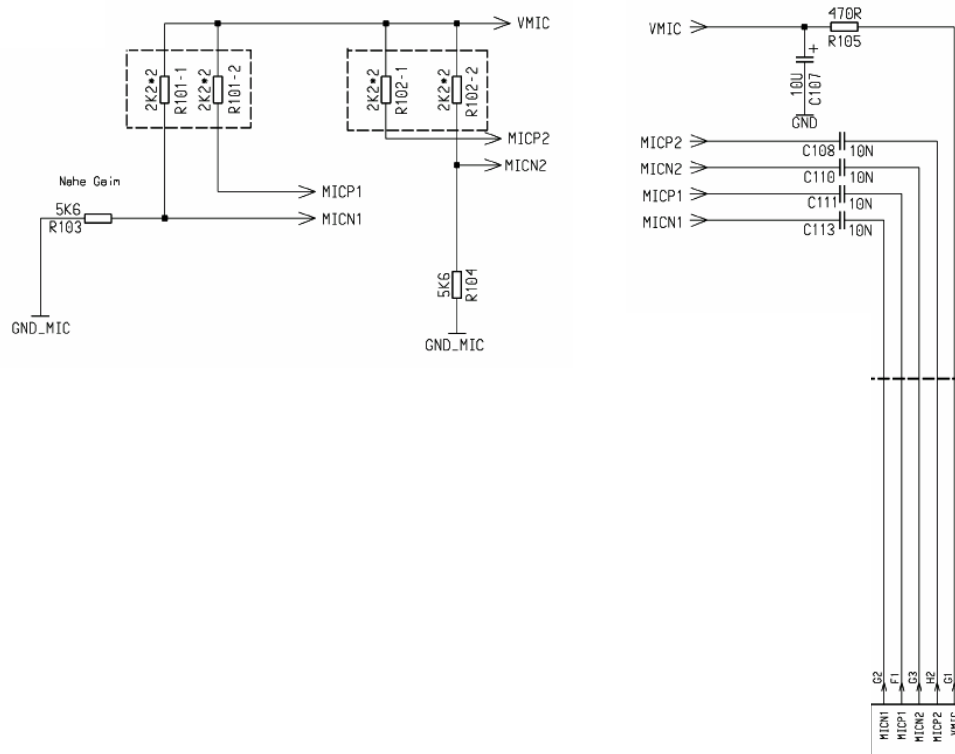 VMIC
2K2*2
R101-1
2K2*2
R101-2
2K2*2
R102-1
2K2*2
R102-2
MICP2
MICN2
Nahe Gaim
MICP1
5K6
R103
MICN1
GND_MIC
5K6
R104
GND_MIC
470R
VMIC
R105
10U
C107
GND
MICP2
C108 10N
MICN2
C110 10N
MICP1
C111 10N
MICN1
C113 10N
G2
F1
G3
H2
G1
MICN1
MICP1
MICN2
MICP2
VMIC